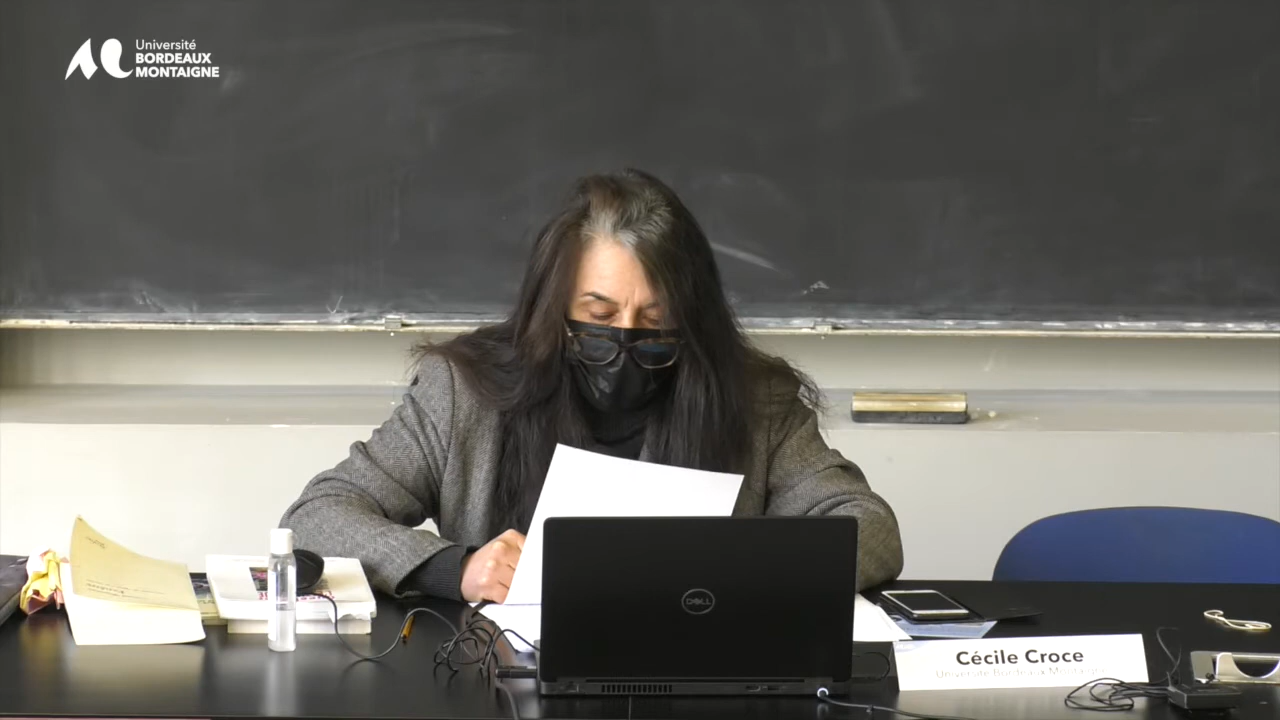 Université
BORDEAUX
MONTAIGNE
DELL
Cécile Croce
Université Bordeaux Montaigne